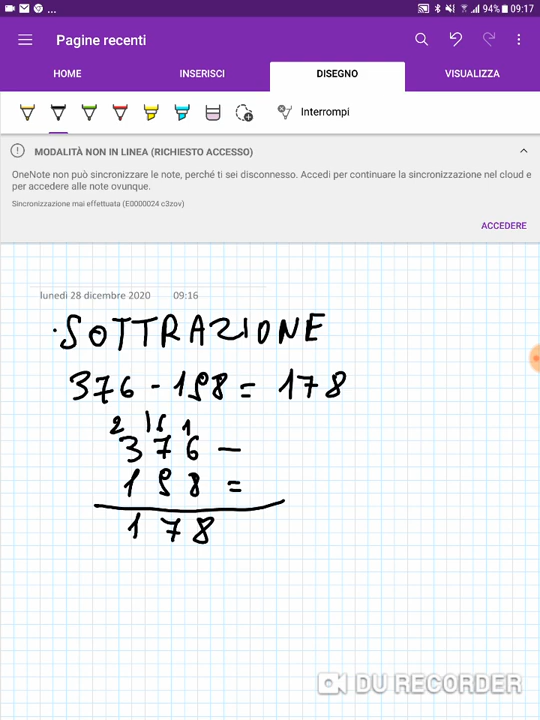 94% 09:17
Pagine recenti
HOME INSERISCI DISEGNO VISUALIZZA
Interrompi
MODALITÀ NON IN LINEA (RICHIESTO ACCESSO)
OneNote non può sincronizzare le note, perché ti sei disconnesso. Accedi per continuare la sincronizzazione nel cloud e
per accedere alle note ovunque.
Sincronizzazione mai effettuata (E0000024 c3zov)
ACCEDERE
lunedì 28 dicembre 2020 09:16
SOTTRAZIONE
376 - 198 = 178
2 16 1
376 -
198 =
178
DU RECORDER